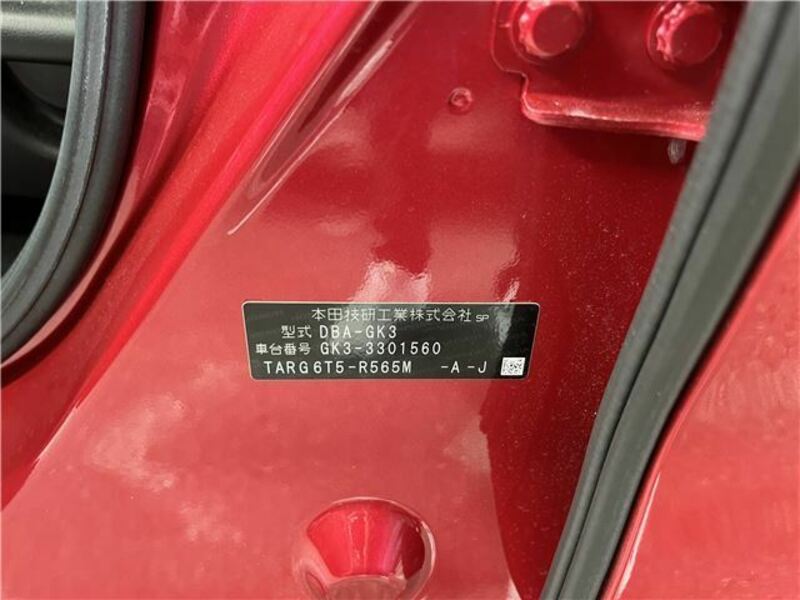 本田技研工業株式会社 SP
型式 DBA-GK3
車台番号 GK3-3301560
TARG6T5-R565M -A-J